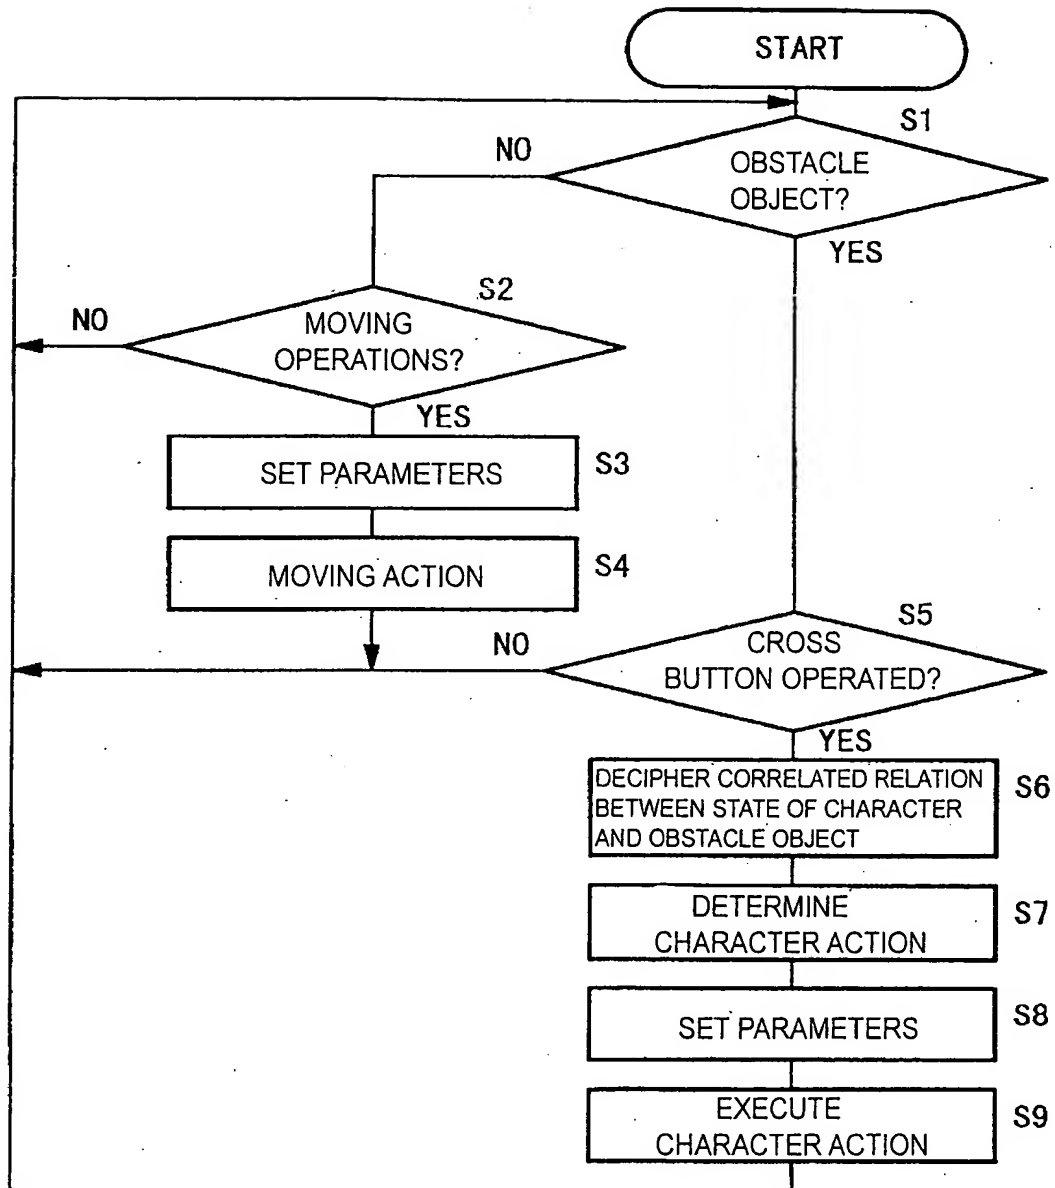 START
S1
NO
OBSTACLE
OBJECT?
YES
S2
NO
MOVING
OPERATIONS?
YES
SET PARAMETERS
S3
MOVING ACTION
S4
S5
NO
CROSS
BUTTON OPERATED?
YES
DECIPHER CORRELATED RELATION
BETWEEN STATE OF CHARACTER
AND OBSTACLE OBJECT
S6
DETERMINE
CHARACTER ACTION
S7
SET PARAMETERS
S8
EXECUTE
CHARACTER ACTION
S9